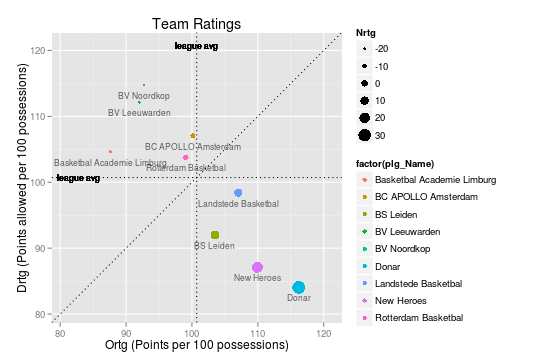 Team Ratings
league avg
120
110
100
90
80
Drtg (Points allowed per 100 possessions)
BV Noordkop
BV Leeuwarden
BC APOLLO Amsterdam
Basketbal Academie Limburg
Rotterdam Basketbal
league avg
Landstede Basketbal
BS Leiden
New Heroes
Donar
80 90 100 110 120
Ortg (Points per 100 possessions)
Nrtg
-20
-10
0
10
20
30
factor(plg_Name)
Basketbal Academie Limburg
BC APOLLO Amsterdam
BS Leiden
BV Leeuwarden
BV Noordkop
Donar
Landstede Basketbal
New Heroes
Rotterdam Basketbal